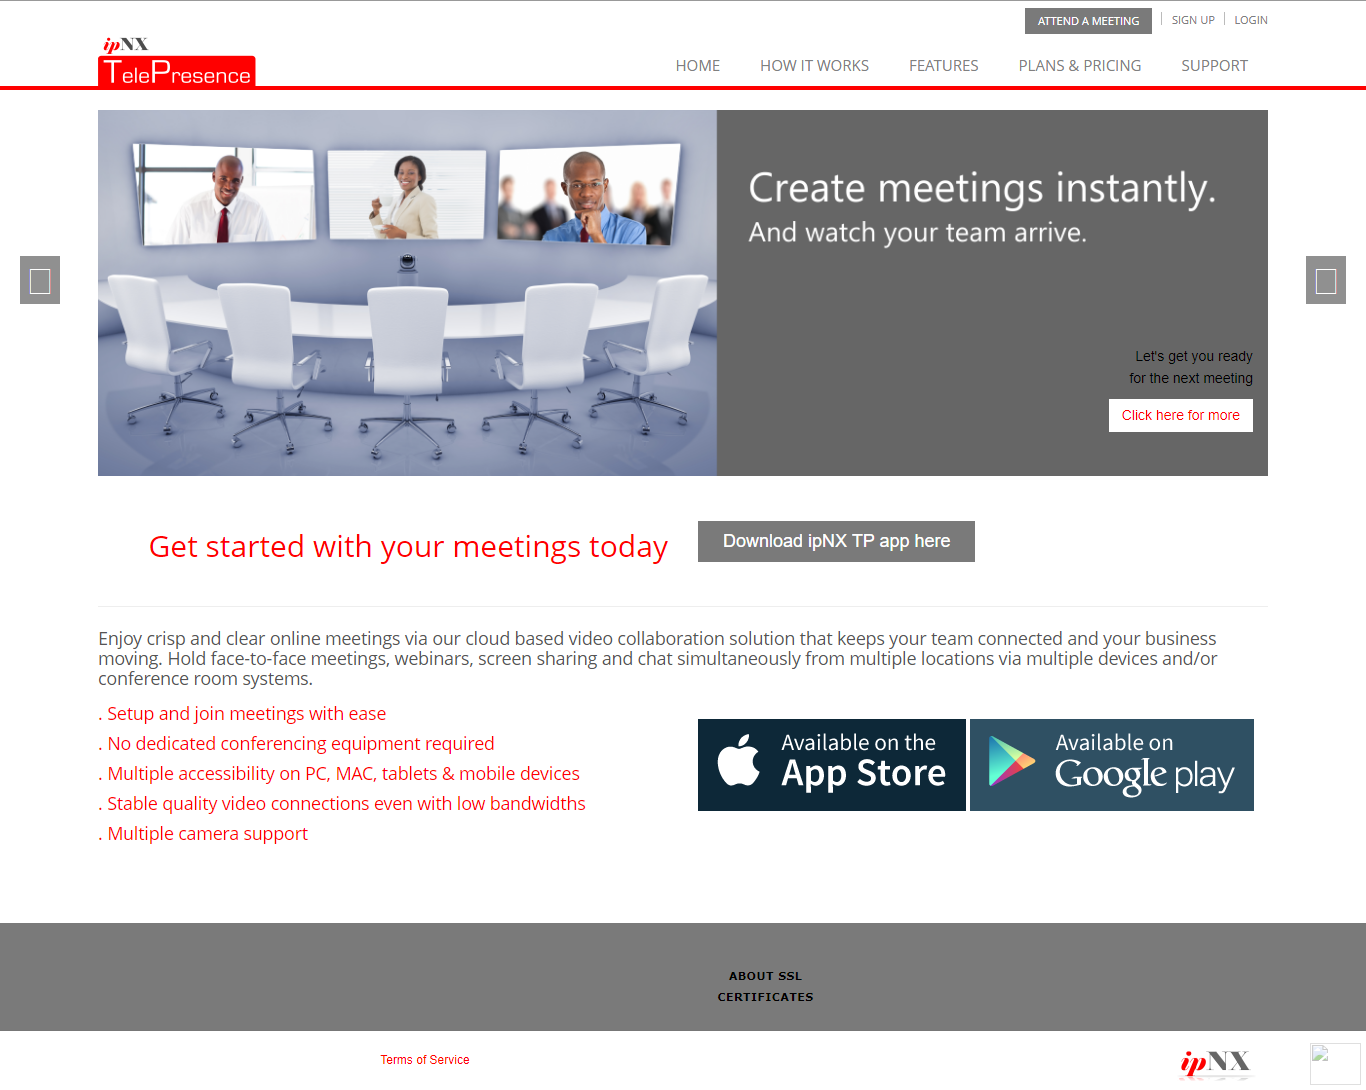 ATTEND A MEETING
SIGN UP
LOGIN
ipNX
TelePresence
HOME
HOW IT WORKS
FEATURES
PLANS & PRICING
SUPPORT
Create meetings instantly.
And watch your team arrive.
Let's get you ready
for the next meeting
Click here for more
Get started with your meetings today
Download ipNX TP app here
Enjoy crisp and clear online meetings via our cloud based video collaboration solution that keeps your team connected and your business
moving. Hold face-to-face meetings, webinars, screen sharing and chat simultaneously from multiple locations via multiple devices and/or
conference room systems.
. Setup and join meetings with ease
. No dedicated conferencing equipment required
. Multiple accessibility on PC, MAC, tablets & mobile devices
. Stable quality video connections even with low bandwidths
. Multiple camera support
Available on the
App Store
Available on
Google play
ABOUT SSL
CERTIFICATES
Terms of Service
ipNX